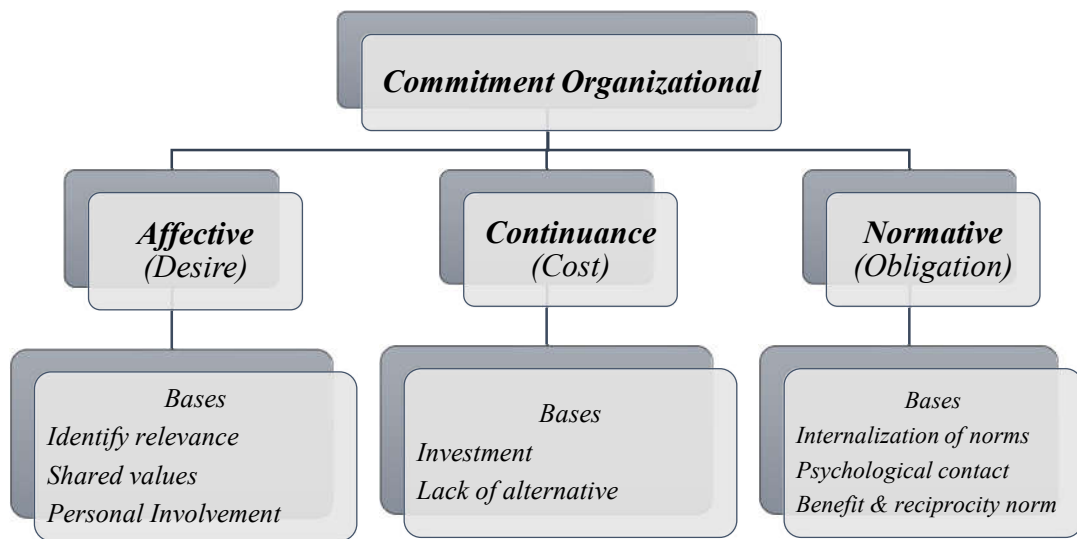 Commitment Organizational
Affective
(Desire)
Continuance
(Cost)
Normative
(Obligation)
Bases
Identify relevance
Shared values
Personal Involvement
Bases
Investment
Lack of alternative
Bases
Internalization of norms
Psychological contact
Benefit & reciprocity norm